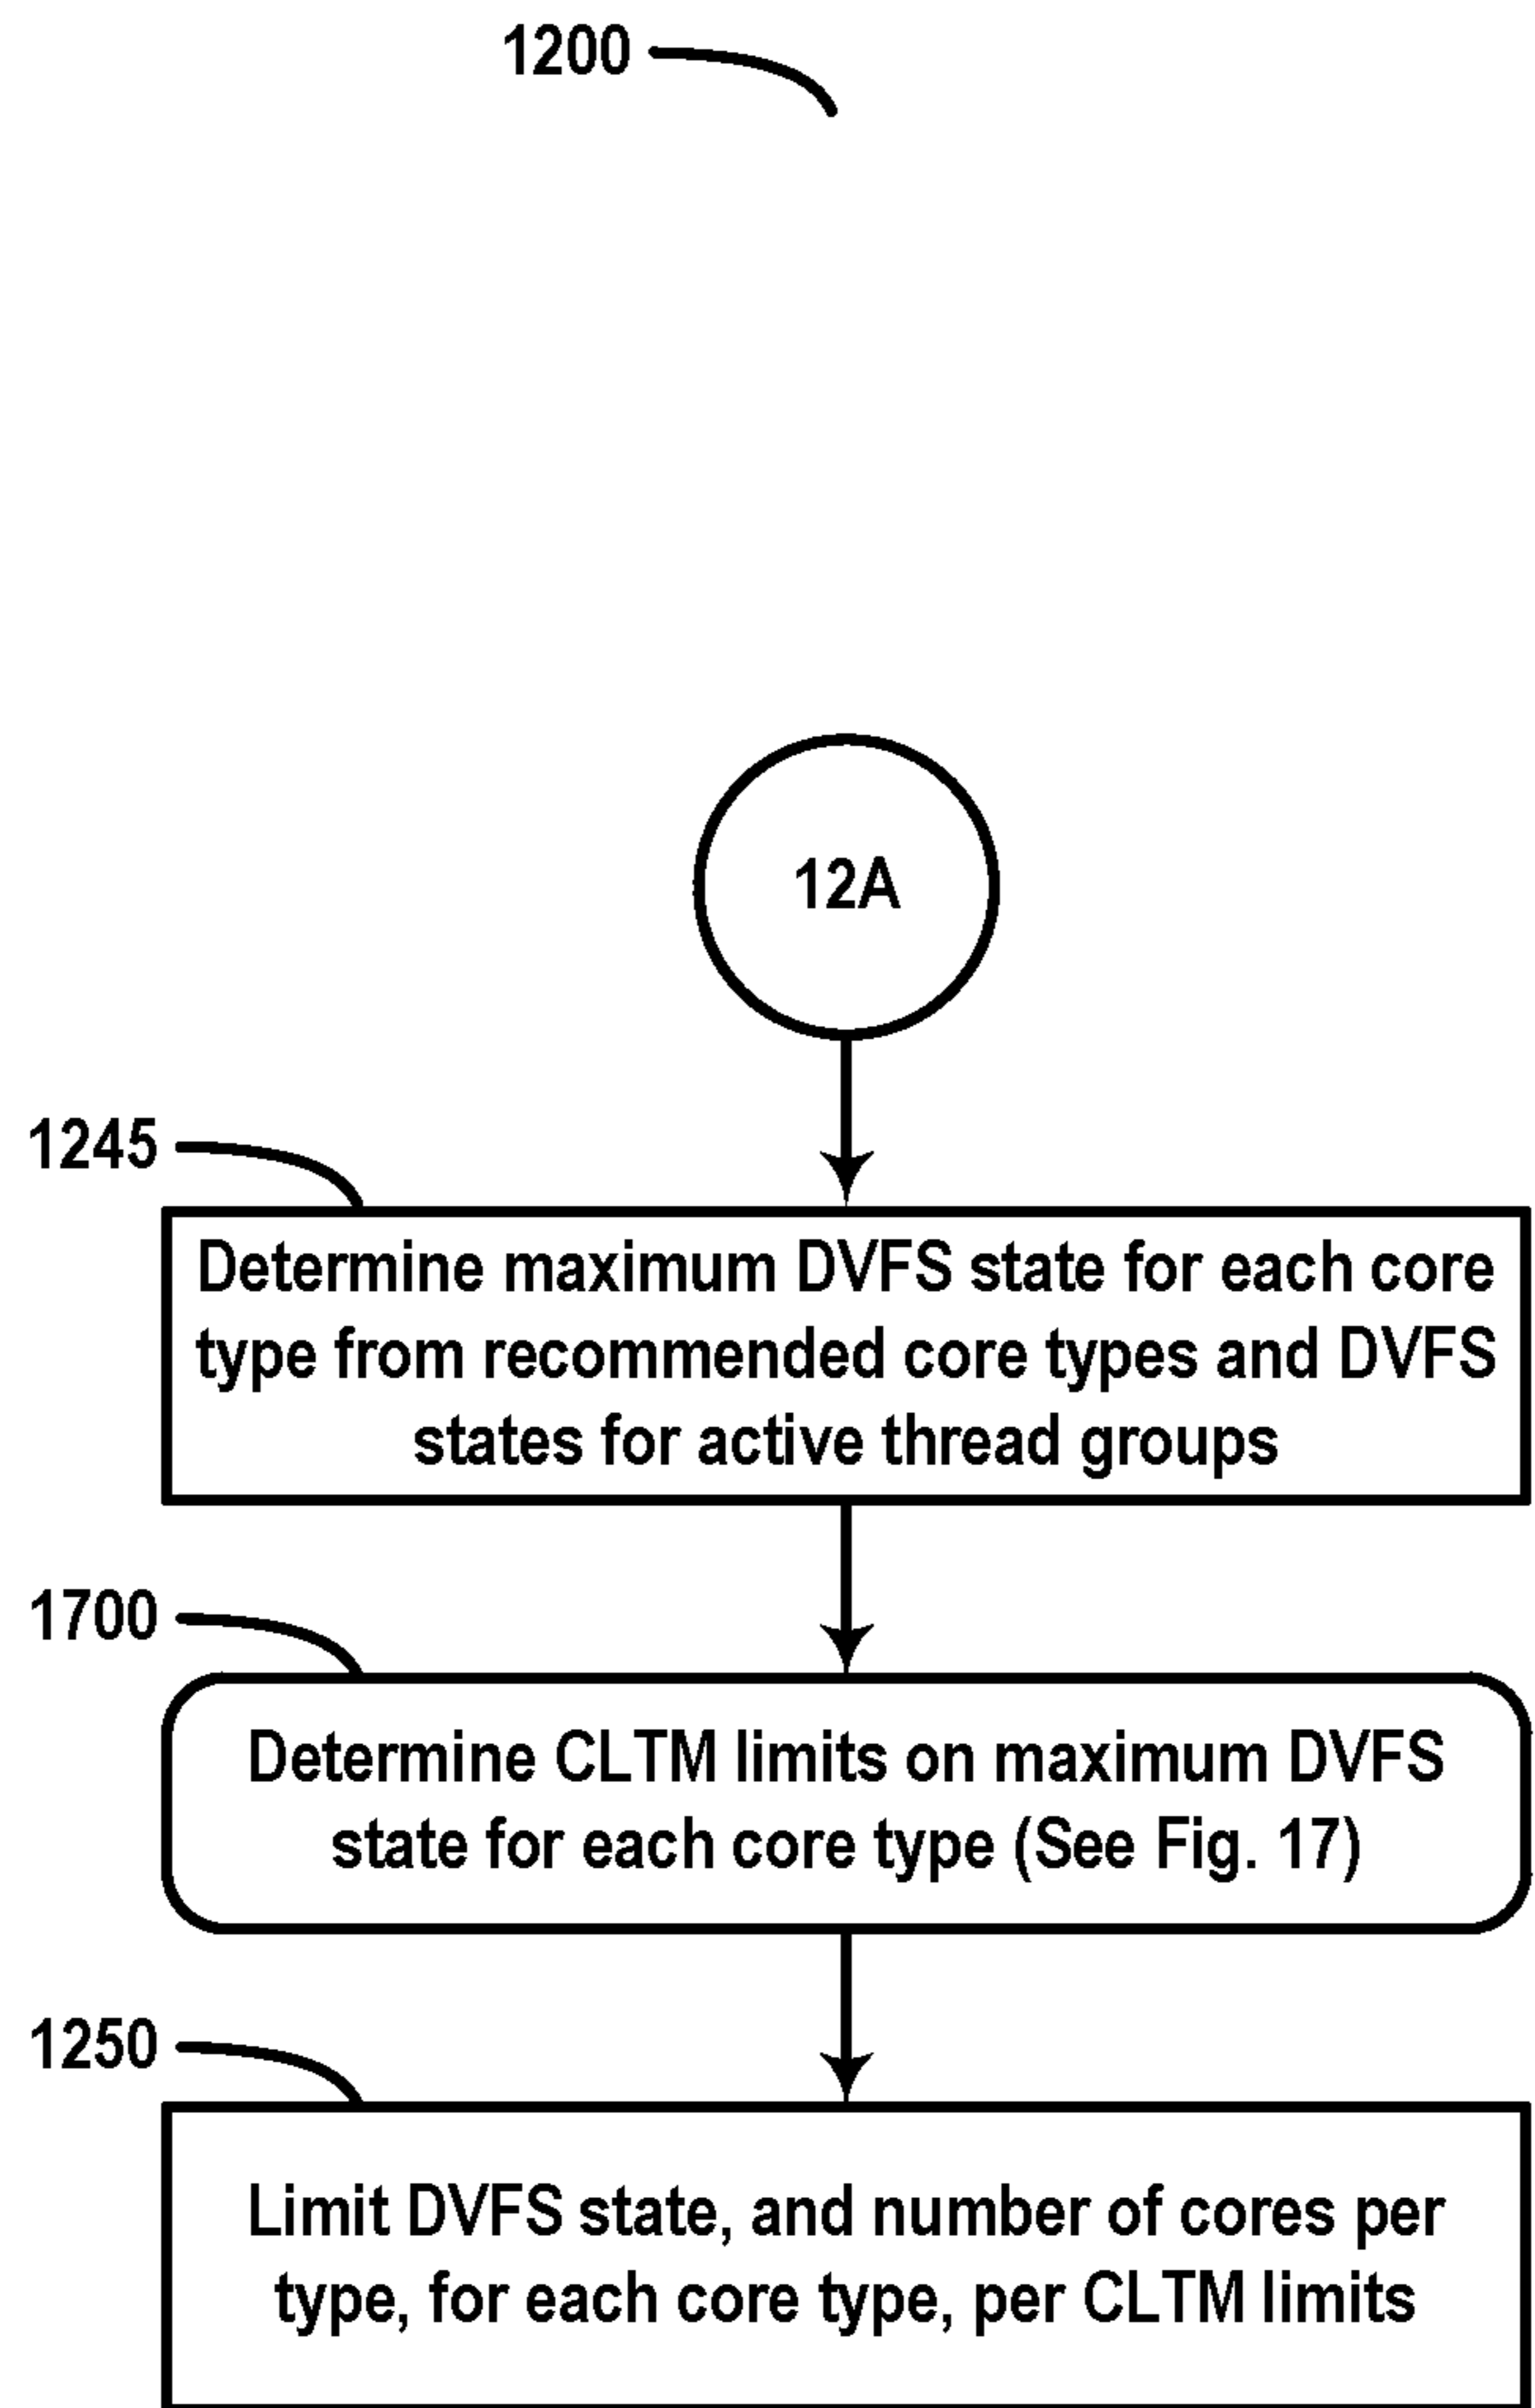 1200
12A
1245
Determine maximum DVFS state for each core
type from recommended core types and DVFS
states for active thread groups
1700
Determine CLTM limits on maximum DVFS
state for each core type (See Fig. 17)
1250
Limit DVFS state, and number of cores per
type, for each core type, per CLTM limits